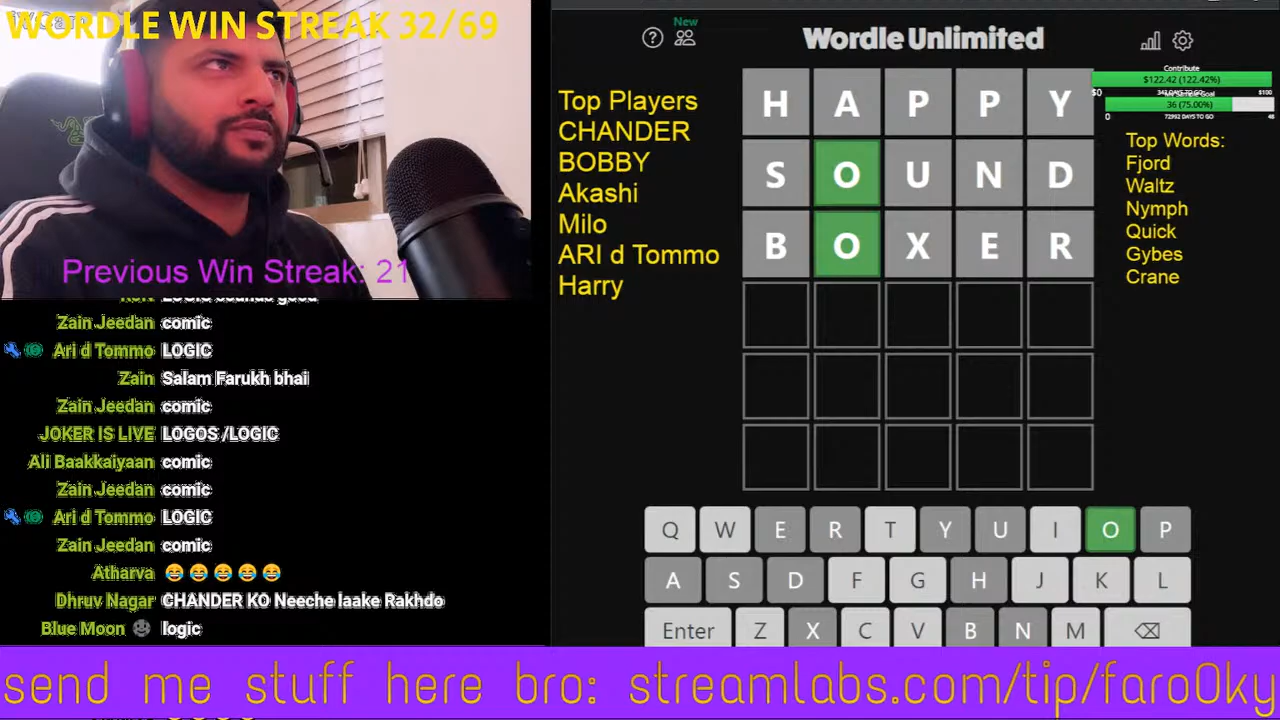 WORDLE WIN STREAK 32/69
Previous Win Streak: 21
Zain Jeedan comic
Ari d Tommo LOGIC
Zain Salam Farukh bhai
Zain Jeedan comic
JOKER IS LIVE LOGOS /LOGIC
Ali Baakkaiyaan comic
Zain Jeedan comic
Ari d Tommo LOGIC
Zain Jeedan comic
Atharva 😂😂😂😂😂
Dhruv Nagar CHANDER KO Neeche laake Rakhdo
Blue Moon logic
New
Wordle Unlimited
Top Players
CHANDER
BOBBY
Akashi
Milo
ARI d Tommo
Harry
H A P P Y
S O U N D
B O X E R
Contribute
$122.42 (122.42%)
$0 $100
36 (75.00%)
0 48
Top Words:
Fjord
Waltz
Nymph
Quick
Gybes
Crane
Q W E R T Y U I O P
A S D F G H J K L
Enter Z X C V B N M
send me stuff here bro: streamlabs.com/tip/faro0ky